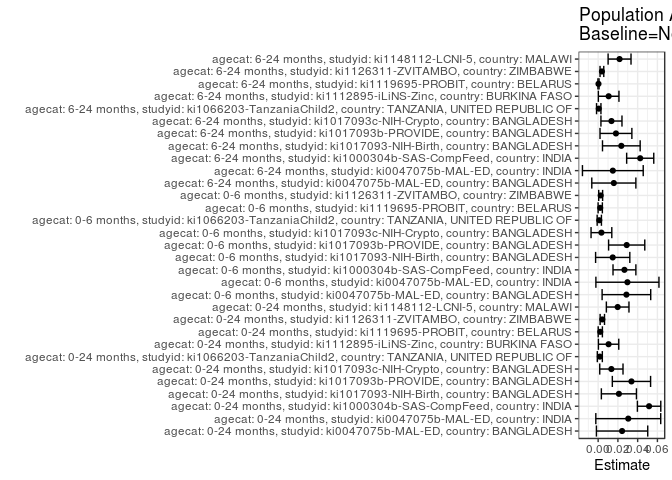 Population A
Baseline=N
agecat: 6-24 months, studyid: ki1148112-LCNI-5, country: MALAWI
agecat: 6-24 months, studyid: ki1126311-ZVITAMBO, country: ZIMBABWE
agecat: 6-24 months, studyid: ki1119695-PROBIT, country: BELARUS
agecat: 6-24 months, studyid: ki1112895-iLiNS-Zinc, country: BURKINA FASO
agecat: 6-24 months, studyid: ki1066203-TanzaniaChild2, country: TANZANIA, UNITED REPUBLIC OF
agecat: 6-24 months, studyid: ki1017093c-NIH-Crypto, country: BANGLADESH
agecat: 6-24 months, studyid: ki1017093b-PROVIDE, country: BANGLADESH
agecat: 6-24 months, studyid: ki1017093-NIH-Birth, country: BANGLADESH
agecat: 6-24 months, studyid: ki1000304b-SAS-CompFeed, country: INDIA
agecat: 6-24 months, studyid: ki0047075b-MAL-ED, country: INDIA
agecat: 6-24 months, studyid: ki0047075b-MAL-ED, country: BANGLADESH
agecat: 0-6 months, studyid: ki1126311-ZVITAMBO, country: ZIMBABWE
agecat: 0-6 months, studyid: ki1119695-PROBIT, country: BELARUS
agecat: 0-6 months, studyid: ki1066203-TanzaniaChild2, country: TANZANIA, UNITED REPUBLIC OF
agecat: 0-6 months, studyid: ki1017093c-NIH-Crypto, country: BANGLADESH
agecat: 0-6 months, studyid: ki1017093b-PROVIDE, country: BANGLADESH
agecat: 0-6 months, studyid: ki1017093-NIH-Birth, country: BANGLADESH
agecat: 0-6 months, studyid: ki1000304b-SAS-CompFeed, country: INDIA
agecat: 0-6 months, studyid: ki0047075b-MAL-ED, country: INDIA
agecat: 0-6 months, studyid: ki0047075b-MAL-ED, country: BANGLADESH
agecat: 0-24 months, studyid: ki1148112-LCNI-5, country: MALAWI
agecat: 0-24 months, studyid: ki1126311-ZVITAMBO, country: ZIMBABWE
agecat: 0-24 months, studyid: ki1119695-PROBIT, country: BELARUS
agecat: 0-24 months, studyid: ki1112895-iLiNS-Zinc, country: BURKINA FASO
agecat: 0-24 months, studyid: ki1066203-TanzaniaChild2, country: TANZANIA, UNITED REPUBLIC OF
agecat: 0-24 months, studyid: ki1017093c-NIH-Crypto, country: BANGLADESH
agecat: 0-24 months, studyid: ki1017093b-PROVIDE, country: BANGLADESH
agecat: 0-24 months, studyid: ki1017093-NIH-Birth, country: BANGLADESH
agecat: 0-24 months, studyid: ki1000304b-SAS-CompFeed, country: INDIA
agecat: 0-24 months, studyid: ki0047075b-MAL-ED, country: INDIA
agecat: 0-24 months, studyid: ki0047075b-MAL-ED, country: BANGLADESH
0.00 0.02 0.04 0.06
Estimate